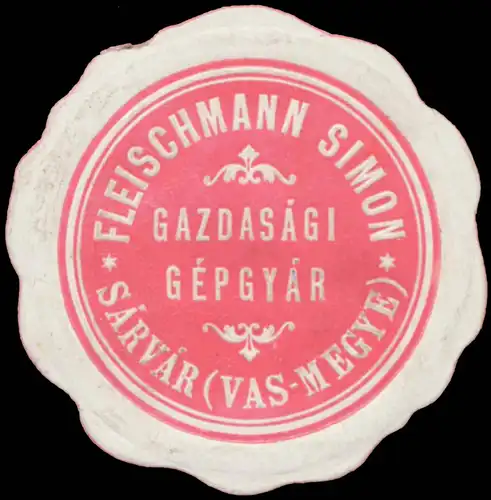 FLEISCHMANN SIMON
GAZDASÁGI
GÉPGYÁR
* SÁRVÁR (VAS-MEGYE) *